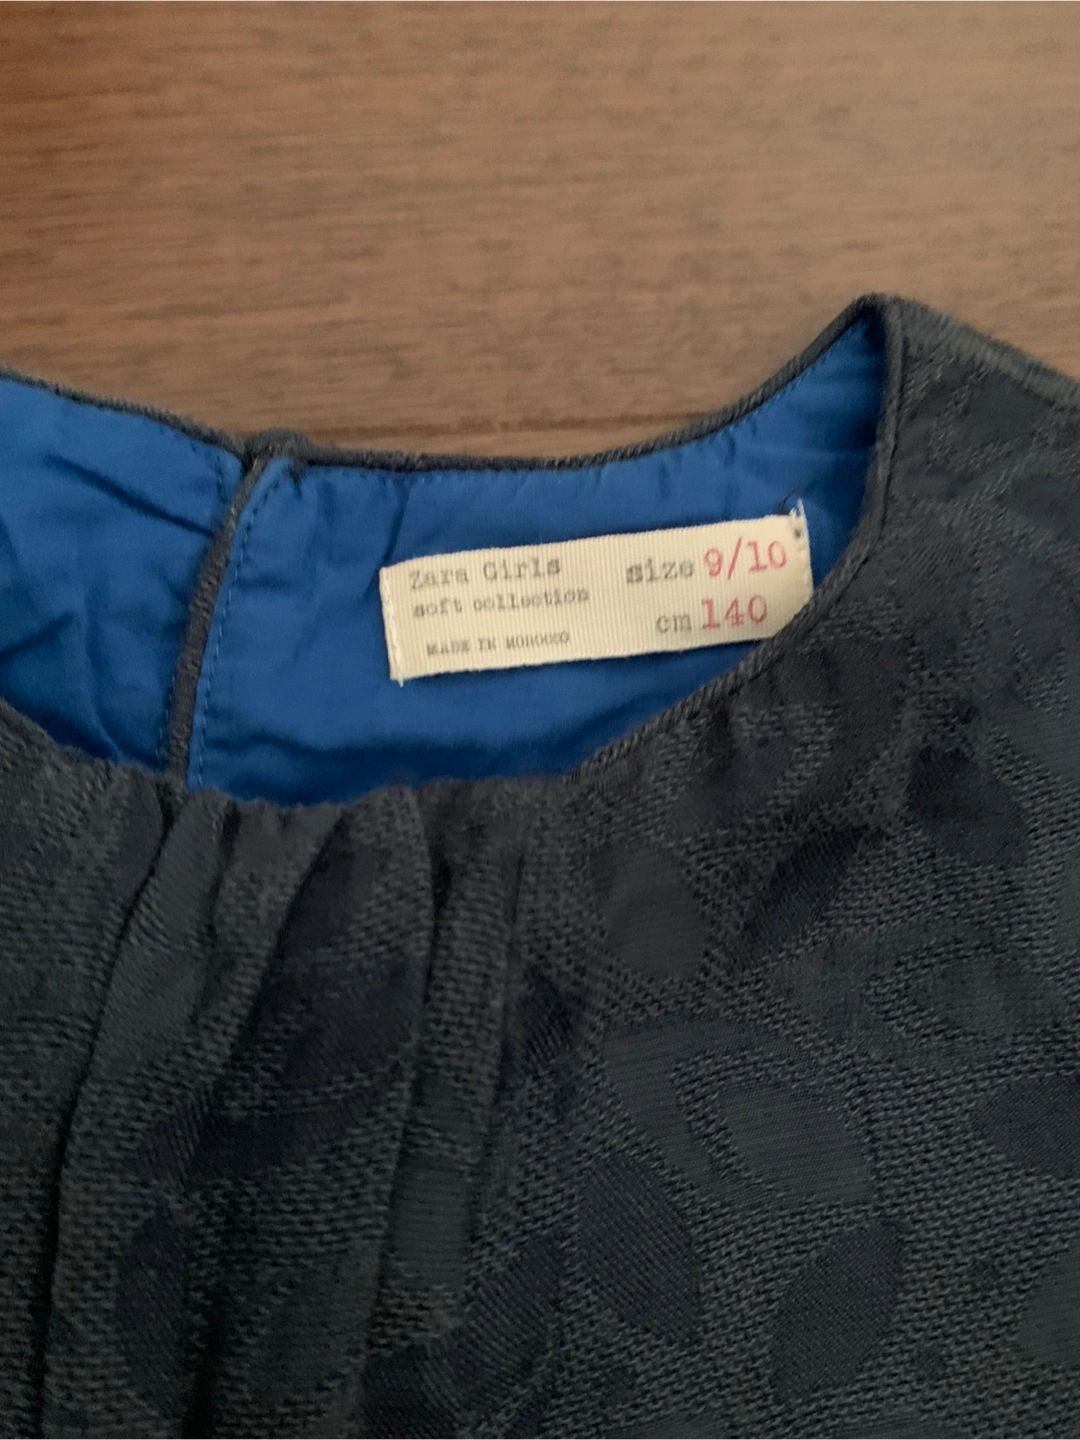 Zara Girls
soft collection
MADE IN MOROCCO
size 9/10
cm 140